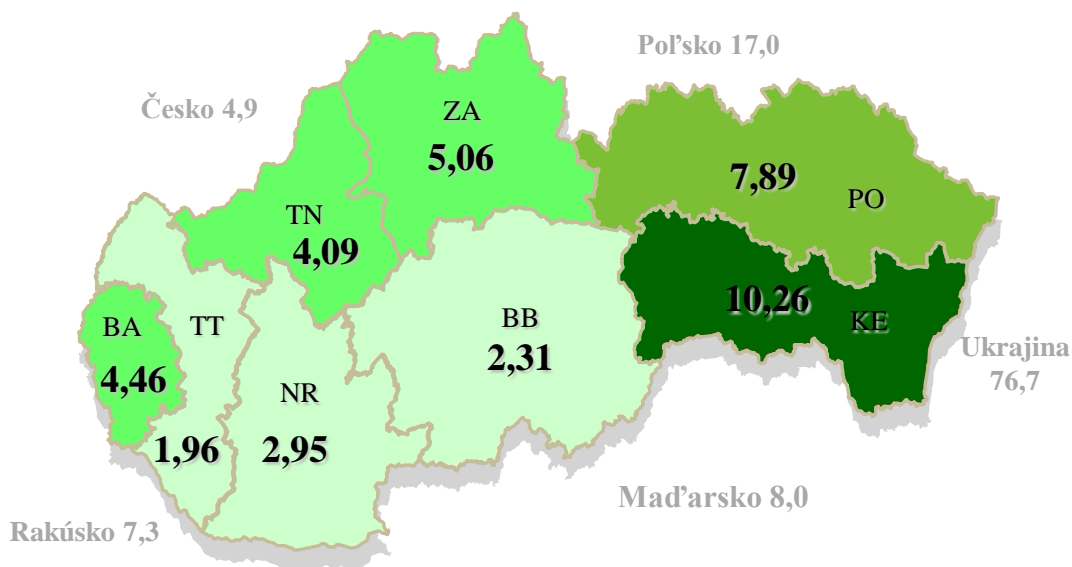 Poľsko 17,0
Česko 4,9
ZA
5,06
7,89
PO
TN
4,09
10,26
KE
BA
4,46
TT
BB
2,31
Ukrajina
76,7
NR
1,96
2,95
Maďarsko 8,0
Rakúsko 7,3